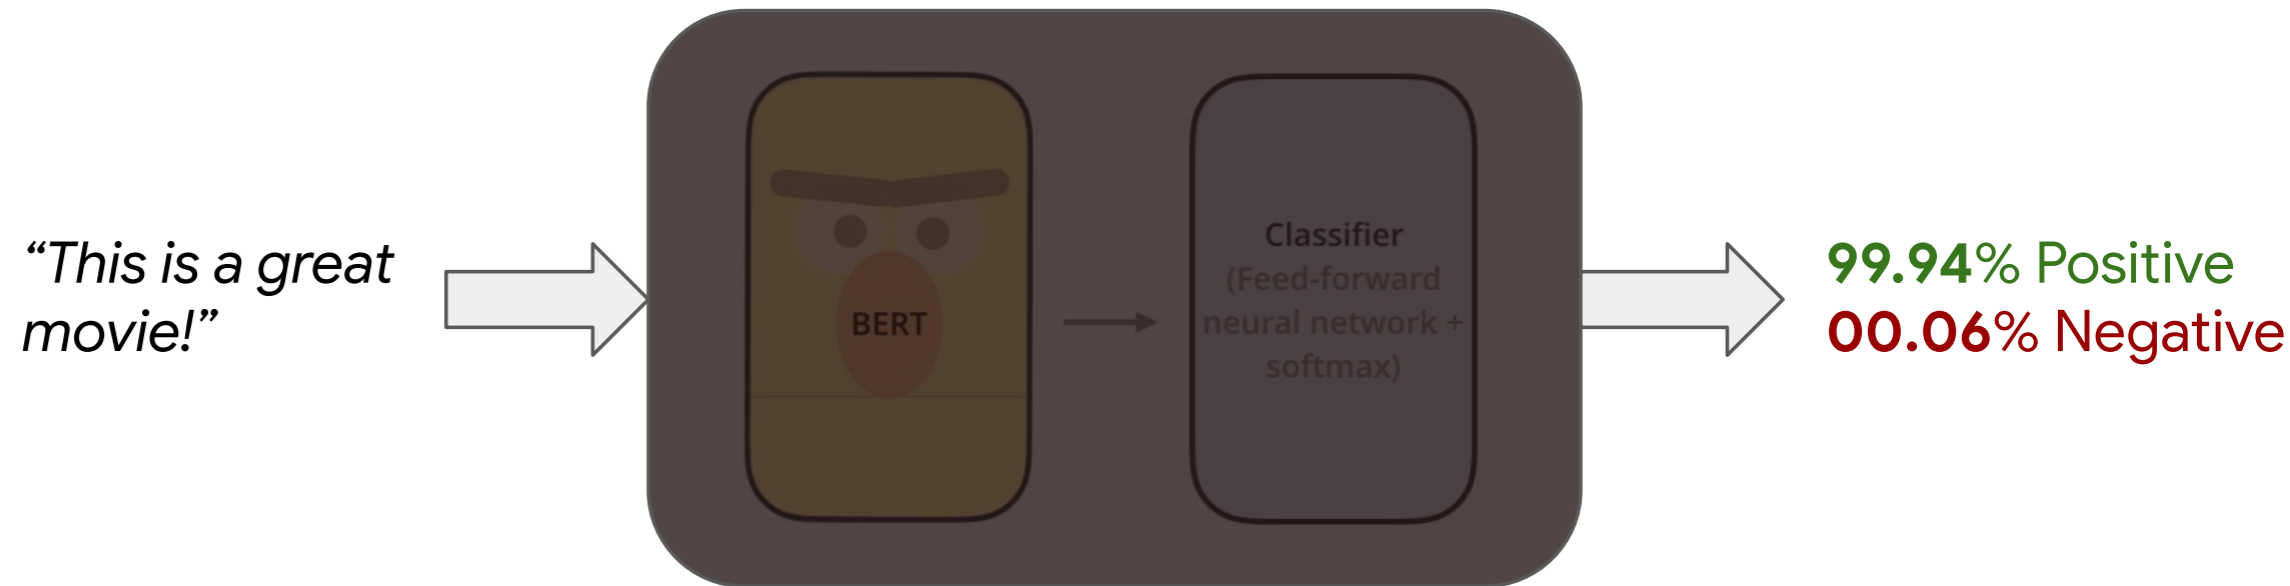 “This is a great
movie!”
BERT
Classifier
(Feed-forward
neural network +
softmax)
99.94% Positive
00.06% Negative